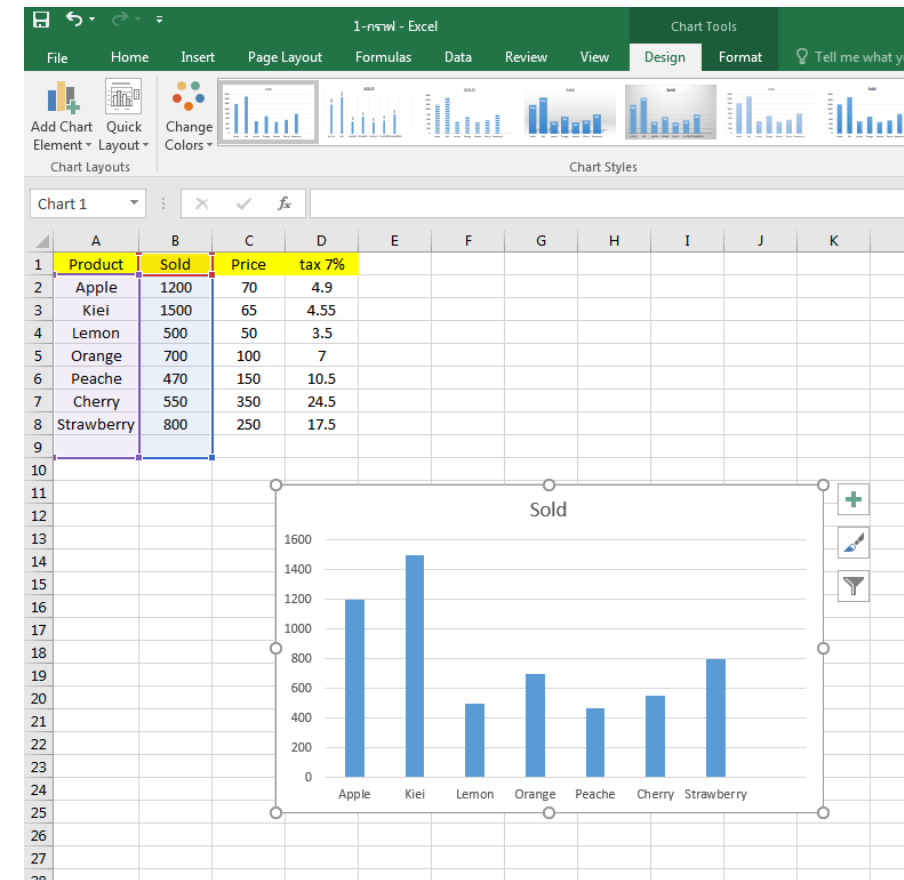 1-กราฟ - Excel
Chart Tools
File Home Insert Page Layout Formulas Data Review View Design Format Tell me what
Add Chart Element Quick Layout Change Colors
Chart Layouts Chart Styles
Chart 1 fx
A B C D E F G H I J K
1 Product Sold Price tax 7%
2 Apple 1200 70 4.9
3 Kiei 1500 65 4.55
4 Lemon 500 50 3.5
5 Orange 700 100 7
6 Peache 470 150 10.5
7 Cherry 550 350 24.5
8 Strawberry 800 250 17.5
9
10
11
12
13
14
15
16
17
18
19
20
21
22
23
24
25
26
27
28
Sold
1600
1400
1200
1000
800
600
400
200
0
Apple Kiei Lemon Orange Peache Cherry Strawberry